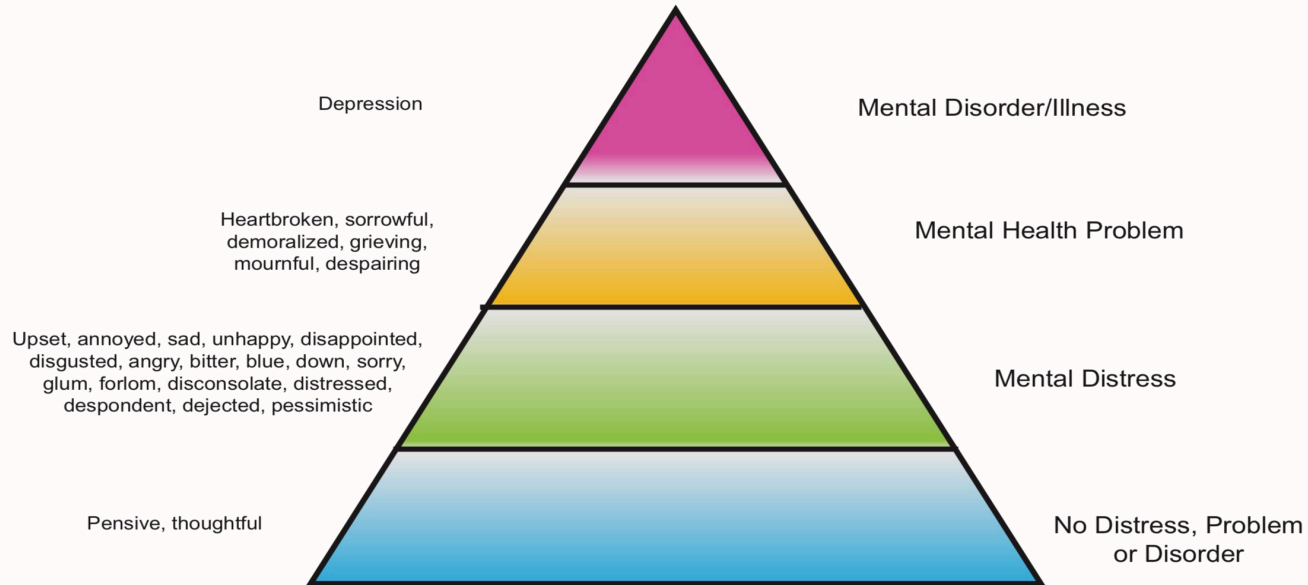 Depression
Mental Disorder/Illness
Heartbroken, sorrowful,
demoralized, grieving,
mournful, despairing
Mental Health Problem
Upset, annoyed, sad, unhappy, disappointed,
disgusted, angry, bitter, blue, down, sorry,
glum, forlom, disconsolate, distressed,
despondent, dejected, pessimistic
Mental Distress
Pensive, thoughtful
No Distress, Problem
or Disorder